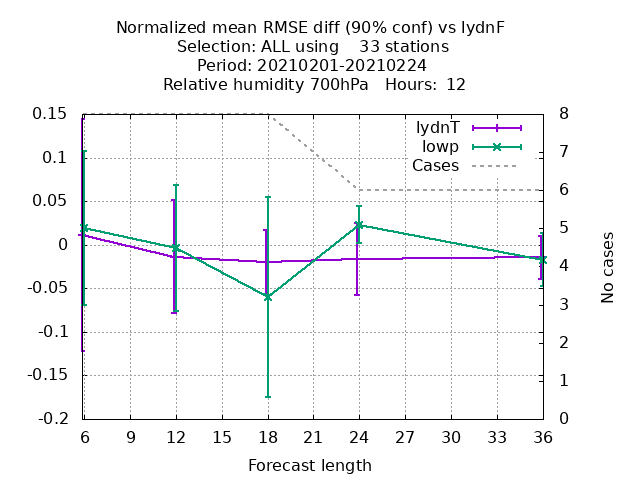 Normalized mean RMSE diff (90% conf) vs lydnF
Selection: ALL using    33 stations
Period: 20210201-20210224
Relative humidity 700hPa   Hours:  12
0.15
0.1
0.05
0
-0.05
-0.1
-0.15
-0.2
8
7
6
5
4
3
2
1
0
lydnT
lowp
Cases
No cases
6 9 12 15 18 21 24 27 30 33 36
Forecast length